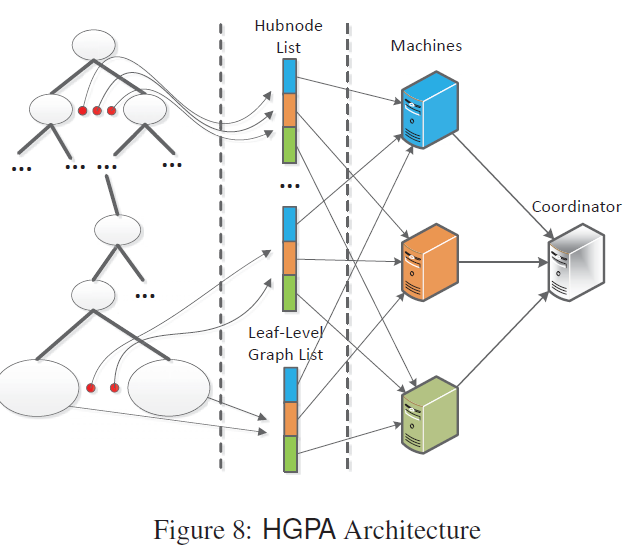 Hubnode
List
Machines
... ... ... ...
...
Coordinator
...
Leaf-Level
Graph List
Figure 8: HGPA Architecture